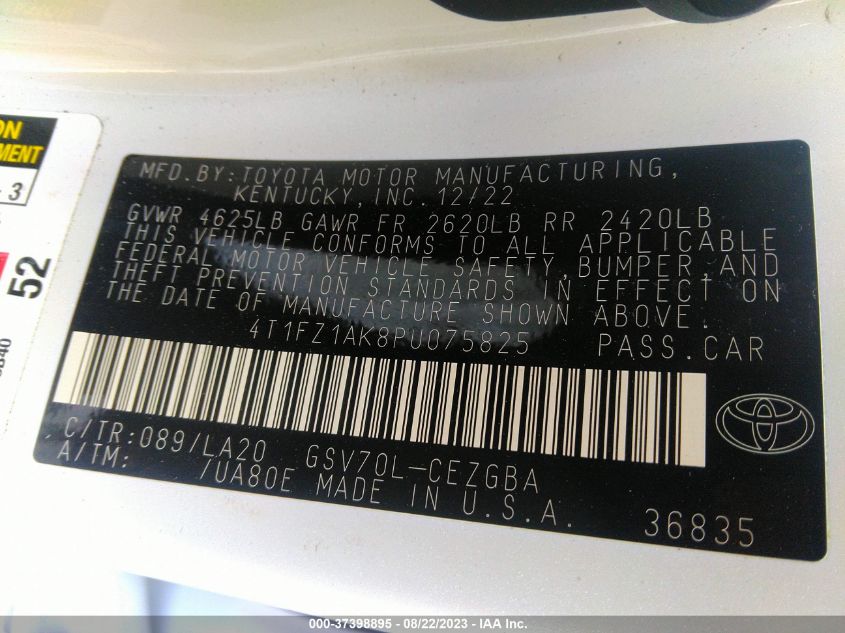 ON
MENT
- 3
52
MFD.BY:TOYOTA MOTOR MANUFACTURING,
KENTUCKY, INC. 12/22
GVWR 4625LB GAWR FR 2620LB RR 2420LB
THIS VEHICLE CONFORMS TO ALL APPLICABLE
FEDERAL MOTOR VEHICLE SAFETY, BUMPER, AND
THEFT PREVENTION STANDARDS IN EFFECT ON
THE DATE OF MANUFACTURE SHOWN ABOVE.
4T1FZ1AK8PU075825 PASS.CAR
C/TR:089/LA20 GSV70L-CEZGBA
A/TM: /UA80E MADE IN U.S.A.
36835
000-37398895 - 08/22/2023 - IAA Inc.